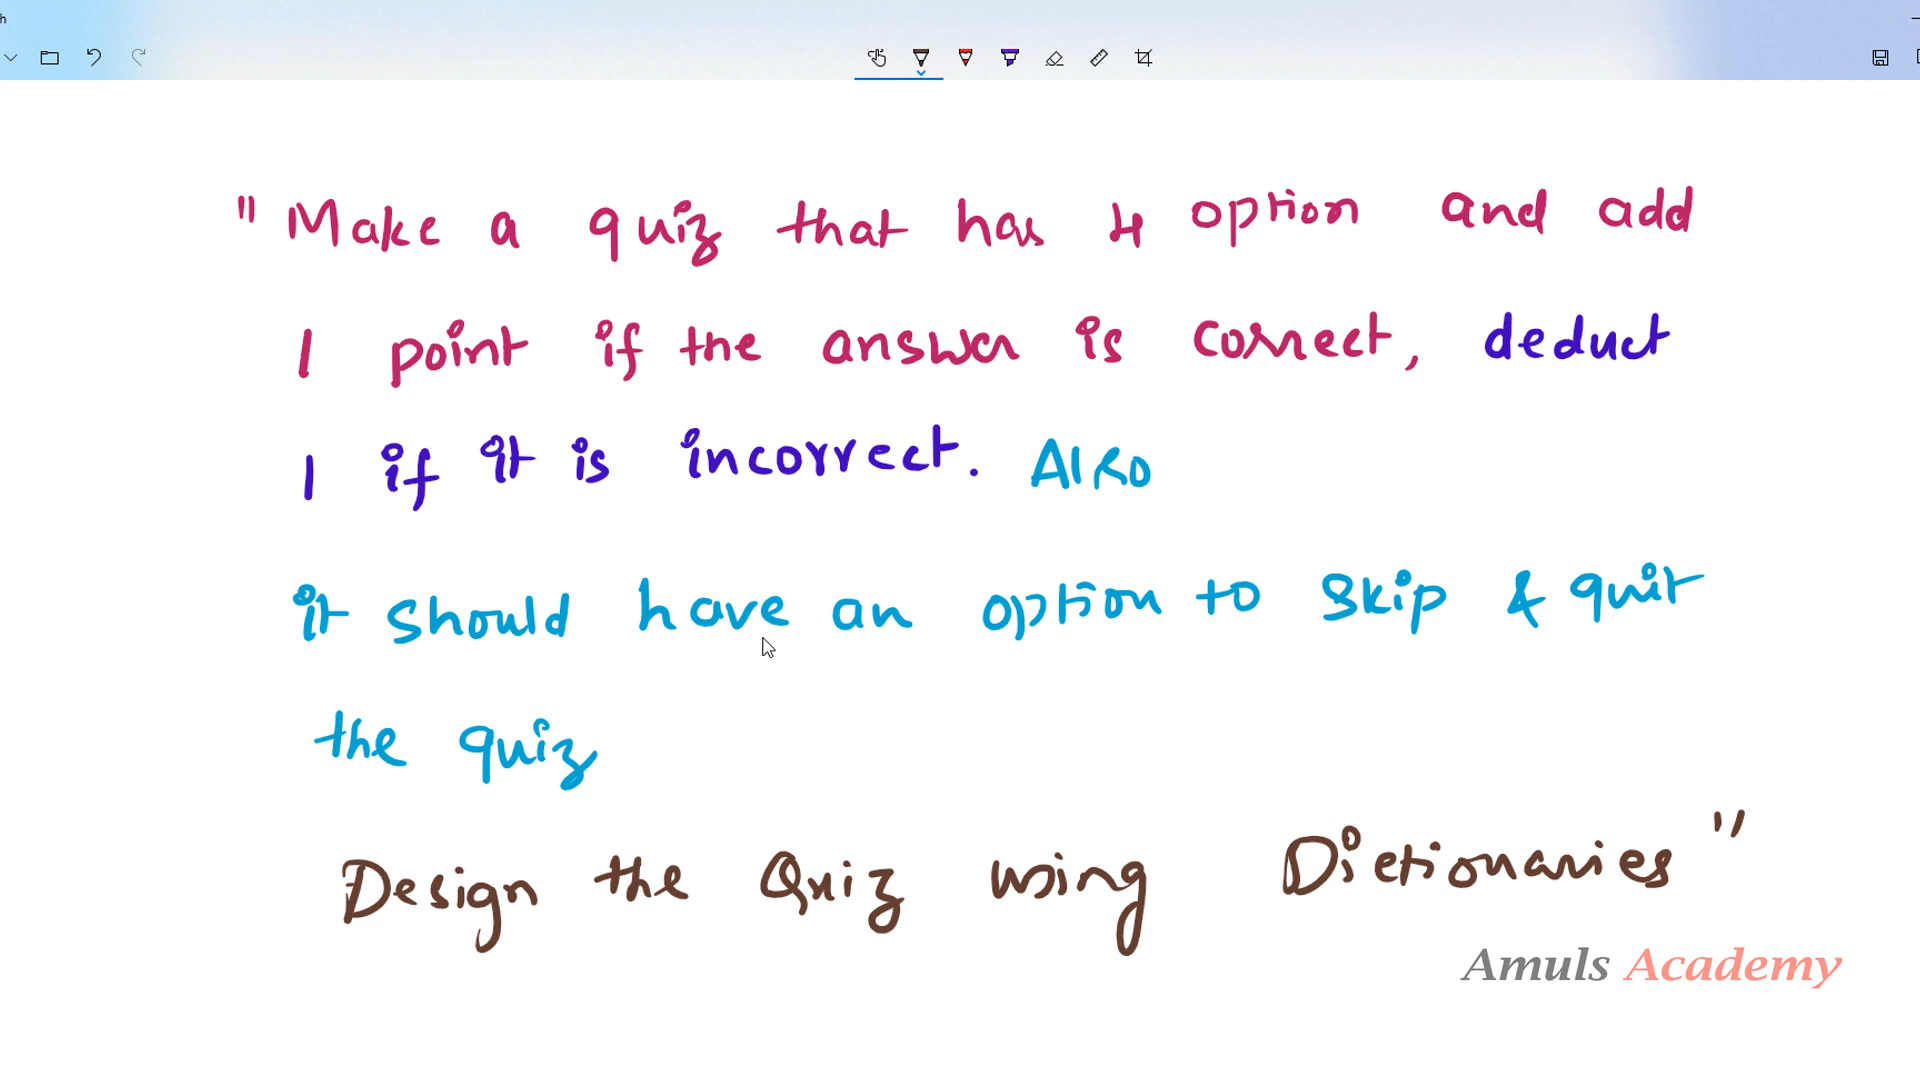 h
" Make a quiz that has 4 option and add
1 point if the answer is correct, deduct
1 if it is incorrect. Also
it should have an option to skip & quit
the quiz
Design the Quiz using Dictionaries "
Amuls Academy